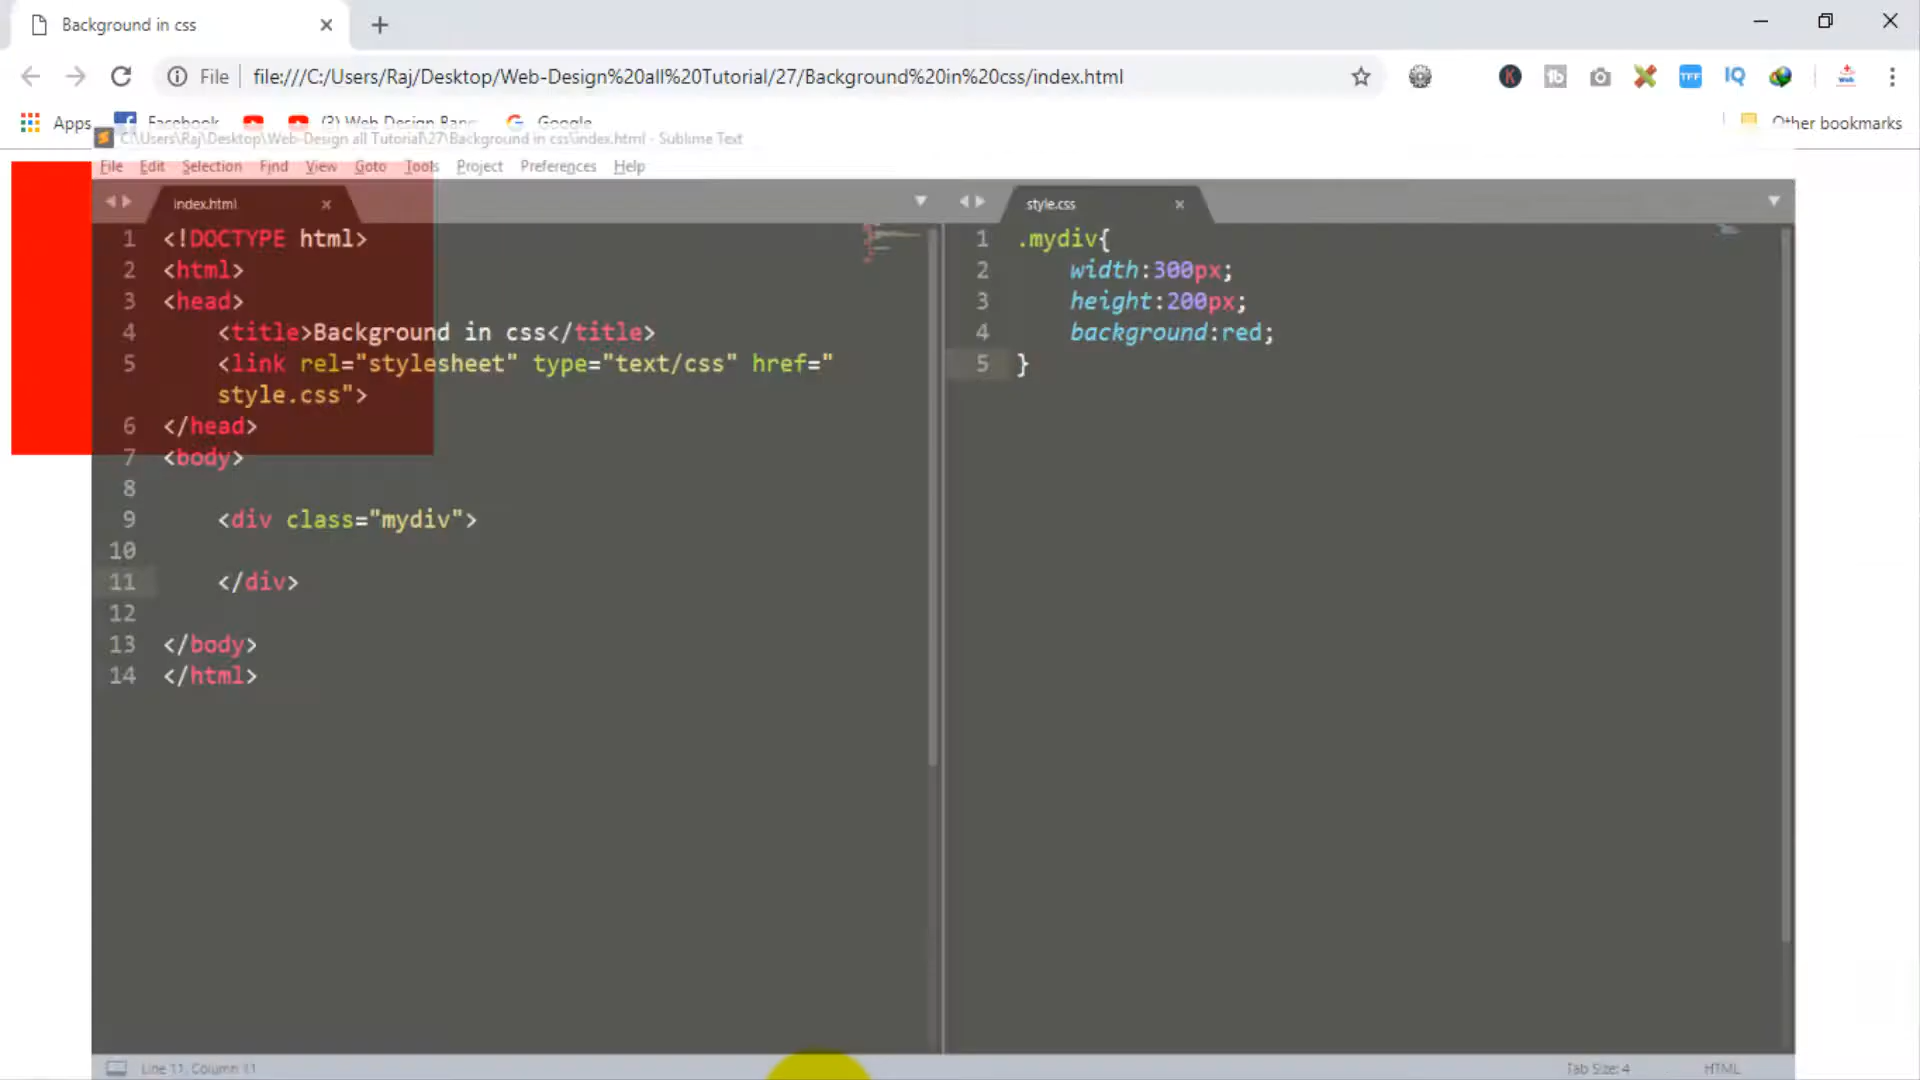 Background in css
File
file:///C:/Users/Raj/Desktop/Web-Design%20all%20Tutorial/27/Background%20in%20css/index.html
TFF
IQ
Apps
Facebook
(3) Web Design
Google
Other bookmarks
C:\Users\Raj\Desktop\Web-Design all Tutorial\27\Background in css\index.html - Sublime Text
File Edit Selection Find View Goto Tools Project Preferences Help
index.html
1 <!DOCTYPE html>
2 <html>
3 <head>
4 <title>Background in css</title>
5 <link rel="stylesheet" type="text/css" href="
style.css">
6 </head>
7 <body>
8
9 <div class="mydiv">
10
11 </div>
12
13 </body>
14 </html>
style.css
1 .mydiv{
2 width:300px;
3 height:200px;
4 background:red;
5 }
Line 11, Column 11
Tab Size: 4
HTML